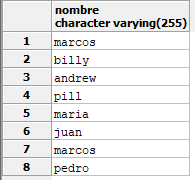 nombre
character varying(255)
1 marcos
2 billy
3 andrew
4 pill
5 maria
6 juan
7 marcos
8 pedro